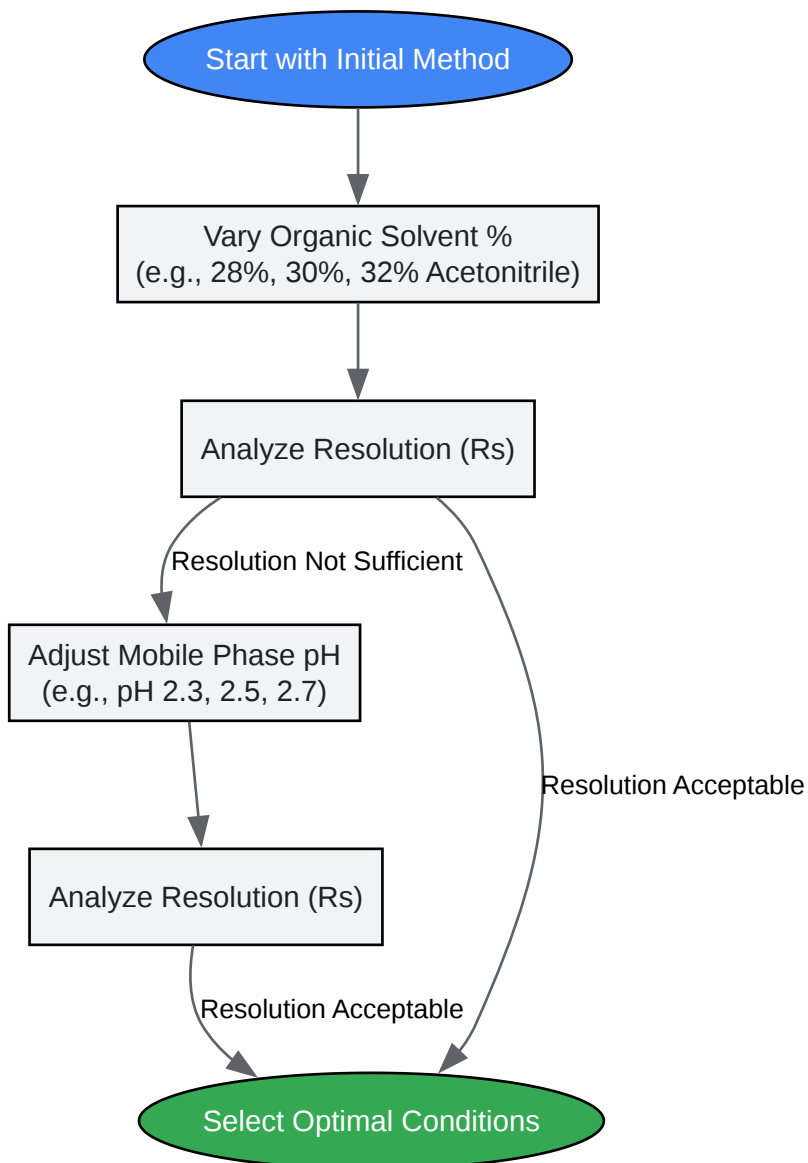 Start with Initial Method
Vary Organic Solvent %
(e.g., 28%, 30%, 32% Acetonitrile)
Analyze Resolution (Rs)
Resolution Not Sufficient
Adjust Mobile Phase pH
(e.g., pH 2.3, 2.5, 2.7)
Resolution Acceptable
Analyze Resolution (Rs)
Resolution Acceptable
Select Optimal Conditions